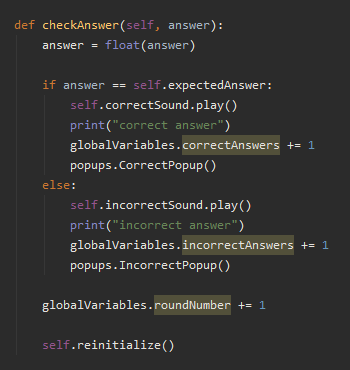 def checkAnswer(self, answer):
    answer = float(answer)

    if answer == self.expectedAnswer:
        self.correctSound.play()
        print("correct answer")
        globalVariables.correctAnswers += 1
        popups.CorrectPopup()
    else:
        self.incorrectSound.play()
        print("incorrect answer")
        globalVariables.incorrectAnswers += 1
        popups.IncorrectPopup()

    globalVariables.roundNumber += 1

    self.reinitialize()